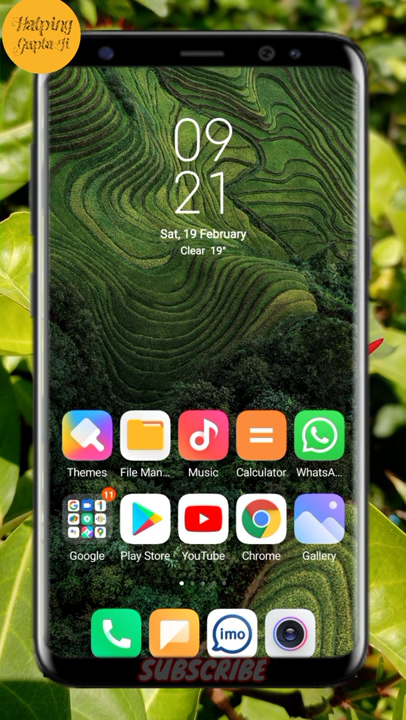 Halping
Gupta Ji
09
21
Sat, 19 February
Clear 19°
Themes File Man... Music Calculator WhatsA...
11
Google Play Store YouTube Chrome Gallery
imo
SUBSCRIBE